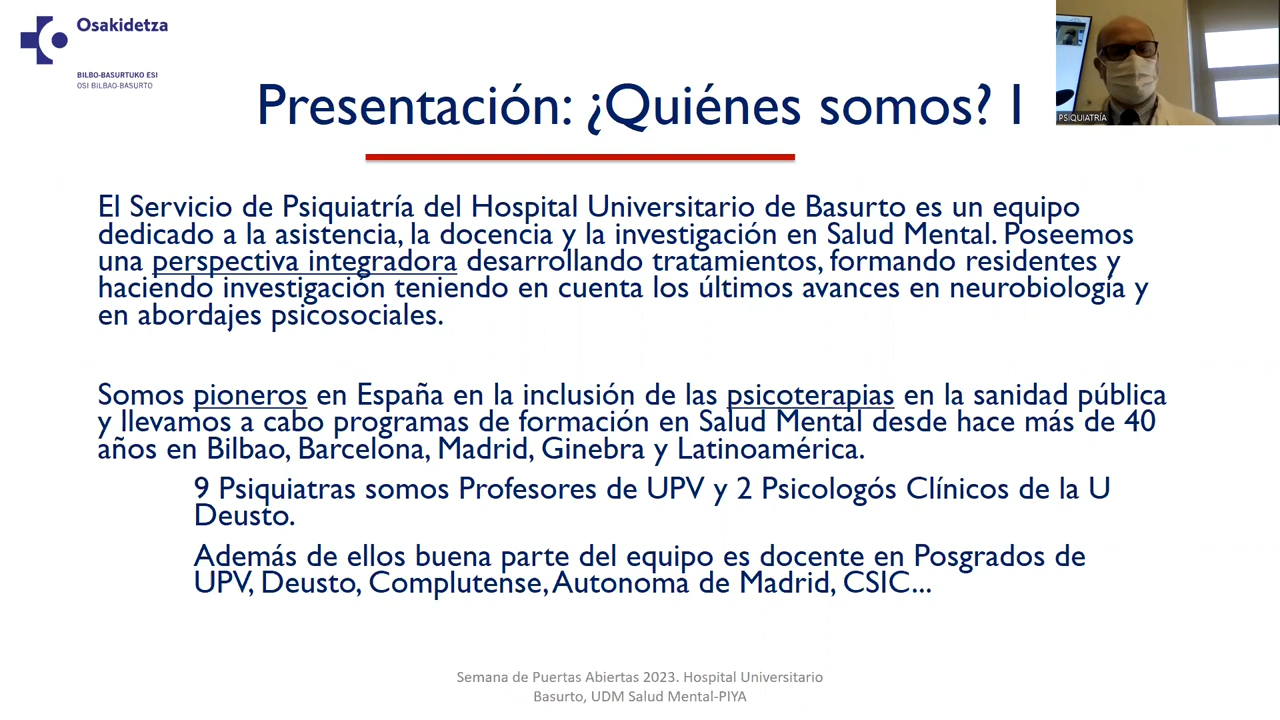 Osakidetza
BILBO-BASURTUKO ESI
OSI BILBAO-BASURTO
Presentación: ¿Quiénes somos? I
PSIQUIATRÍA
El Servicio de Psiquiatría del Hospital Universitario de Basurto es un equipo
dedicado a la asistencia, la docencia y la investigación en Salud Mental. Poseemos
una perspectiva integradora desarrollando tratamientos, formando residentes y
haciendo investigación teniendo en cuenta los últimos avances en neurobiología y
en abordajes psicosociales.
Somos pioneros en España en la inclusión de las psicoterapias en la sanidad pública
y llevamos a cabo programas de formación en Salud Mental desde hace más de 40
años en Bilbao, Barcelona, Madrid, Ginebra y Latinoamérica.
9 Psiquiatras somos Profesores de UPV y 2 Psicologós Clínicos de la U
Deusto.
Además de ellos buena parte del equipo es docente en Posgrados de
UPV, Deusto, Complutense, Autonoma de Madrid, CSIC...
Semana de Puertas Abiertas 2023. Hospital Universitario
Basurto, UDM Salud Mental-PIYA